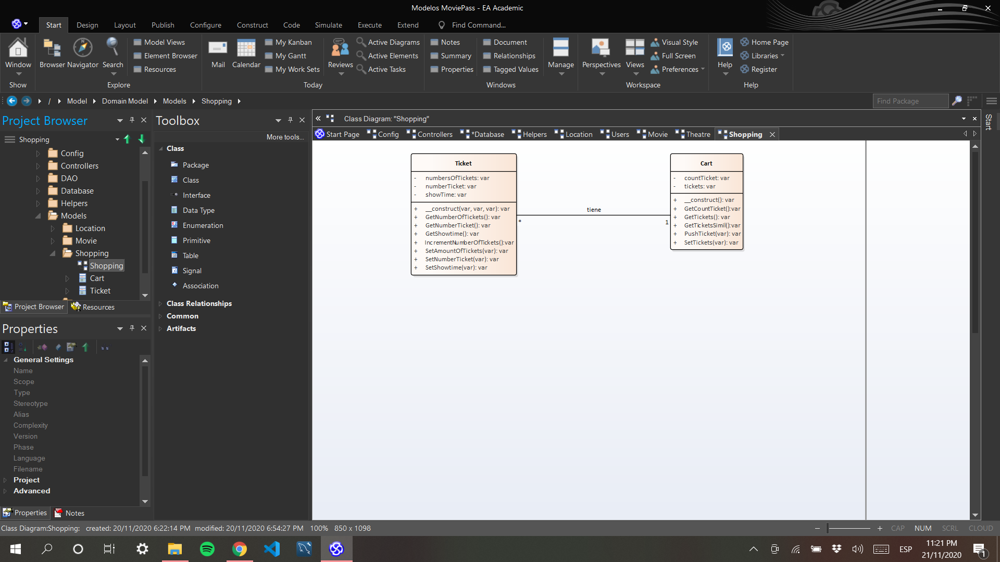 Modelos MoviePass - EA Academic
Start Design Layout Publish Configure Construct Code Simulate Execute Extend Find Command...
Window
Show
Browser
Navigator
Search
Model Views
Element Browser
Resources
Explore
Mail
Calendar
My Kanban
My Gantt
My Work Sets
Reviews
Active Diagrams
Active Elements
Active Tasks
Today
Notes
Summary
Properties
Document
Relationships
Tagged Values
Windows
Manage
Perspectives
Views
Visual Style
Full Screen
Preferences
Workspace
Help
Home Page
Libraries
Register
Help
/ Model Domain Model Models Shopping
Find Package
Project Browser
Shopping
Config
Controllers
DAO
Database
Helpers
Models
Location
Movie
Shopping
Shopping
Cart
Ticket
Project Browser Resources
Properties
General Settings
Name
Scope
Type
Stereotype
Alias
Complexity
Version
Phase
Language
Filename
Project
Advanced
Properties Notes
Toolbox
More tools...
Class
Package
Class
Interface
Data Type
Enumeration
Primitive
Table
Signal
Association
Class Relationships
Common
Artifacts
Class Diagram: "Shopping"
Start Page Config Controllers *Database Helpers Location Users Movie Theatre Shopping
Start
Ticket
- numbersOfTickets: var
- numberTicket: var
- showTime: var
+ __construct(var, var, var): var
+ GetNumberOfTickets(): var
+ GetNumberTicket(): var
+ GetShowtime(): var
+ IncrementNumberOfTickets():var
+ SetAmountOfTickets(var): var
+ SetNumberTicket(var): var
+ SetShowtime(var): var
tiene
*
1
Cart
- countTicket: var
- tickets: var
+ __construct(): var
+ GetCountTicket():var
+ GetTickets(): var
+ GetTicketsSimil():var
+ PushTicket(var): var
+ SetTickets(var): var
Class Diagram:Shopping: created: 20/11/2020 6:22:14 PM modified: 20/11/2020 6:54:27 PM 100% 850 x 1098
CAP NUM SCRL CLOUD
ESP
11:21 PM
21/11/2020
1